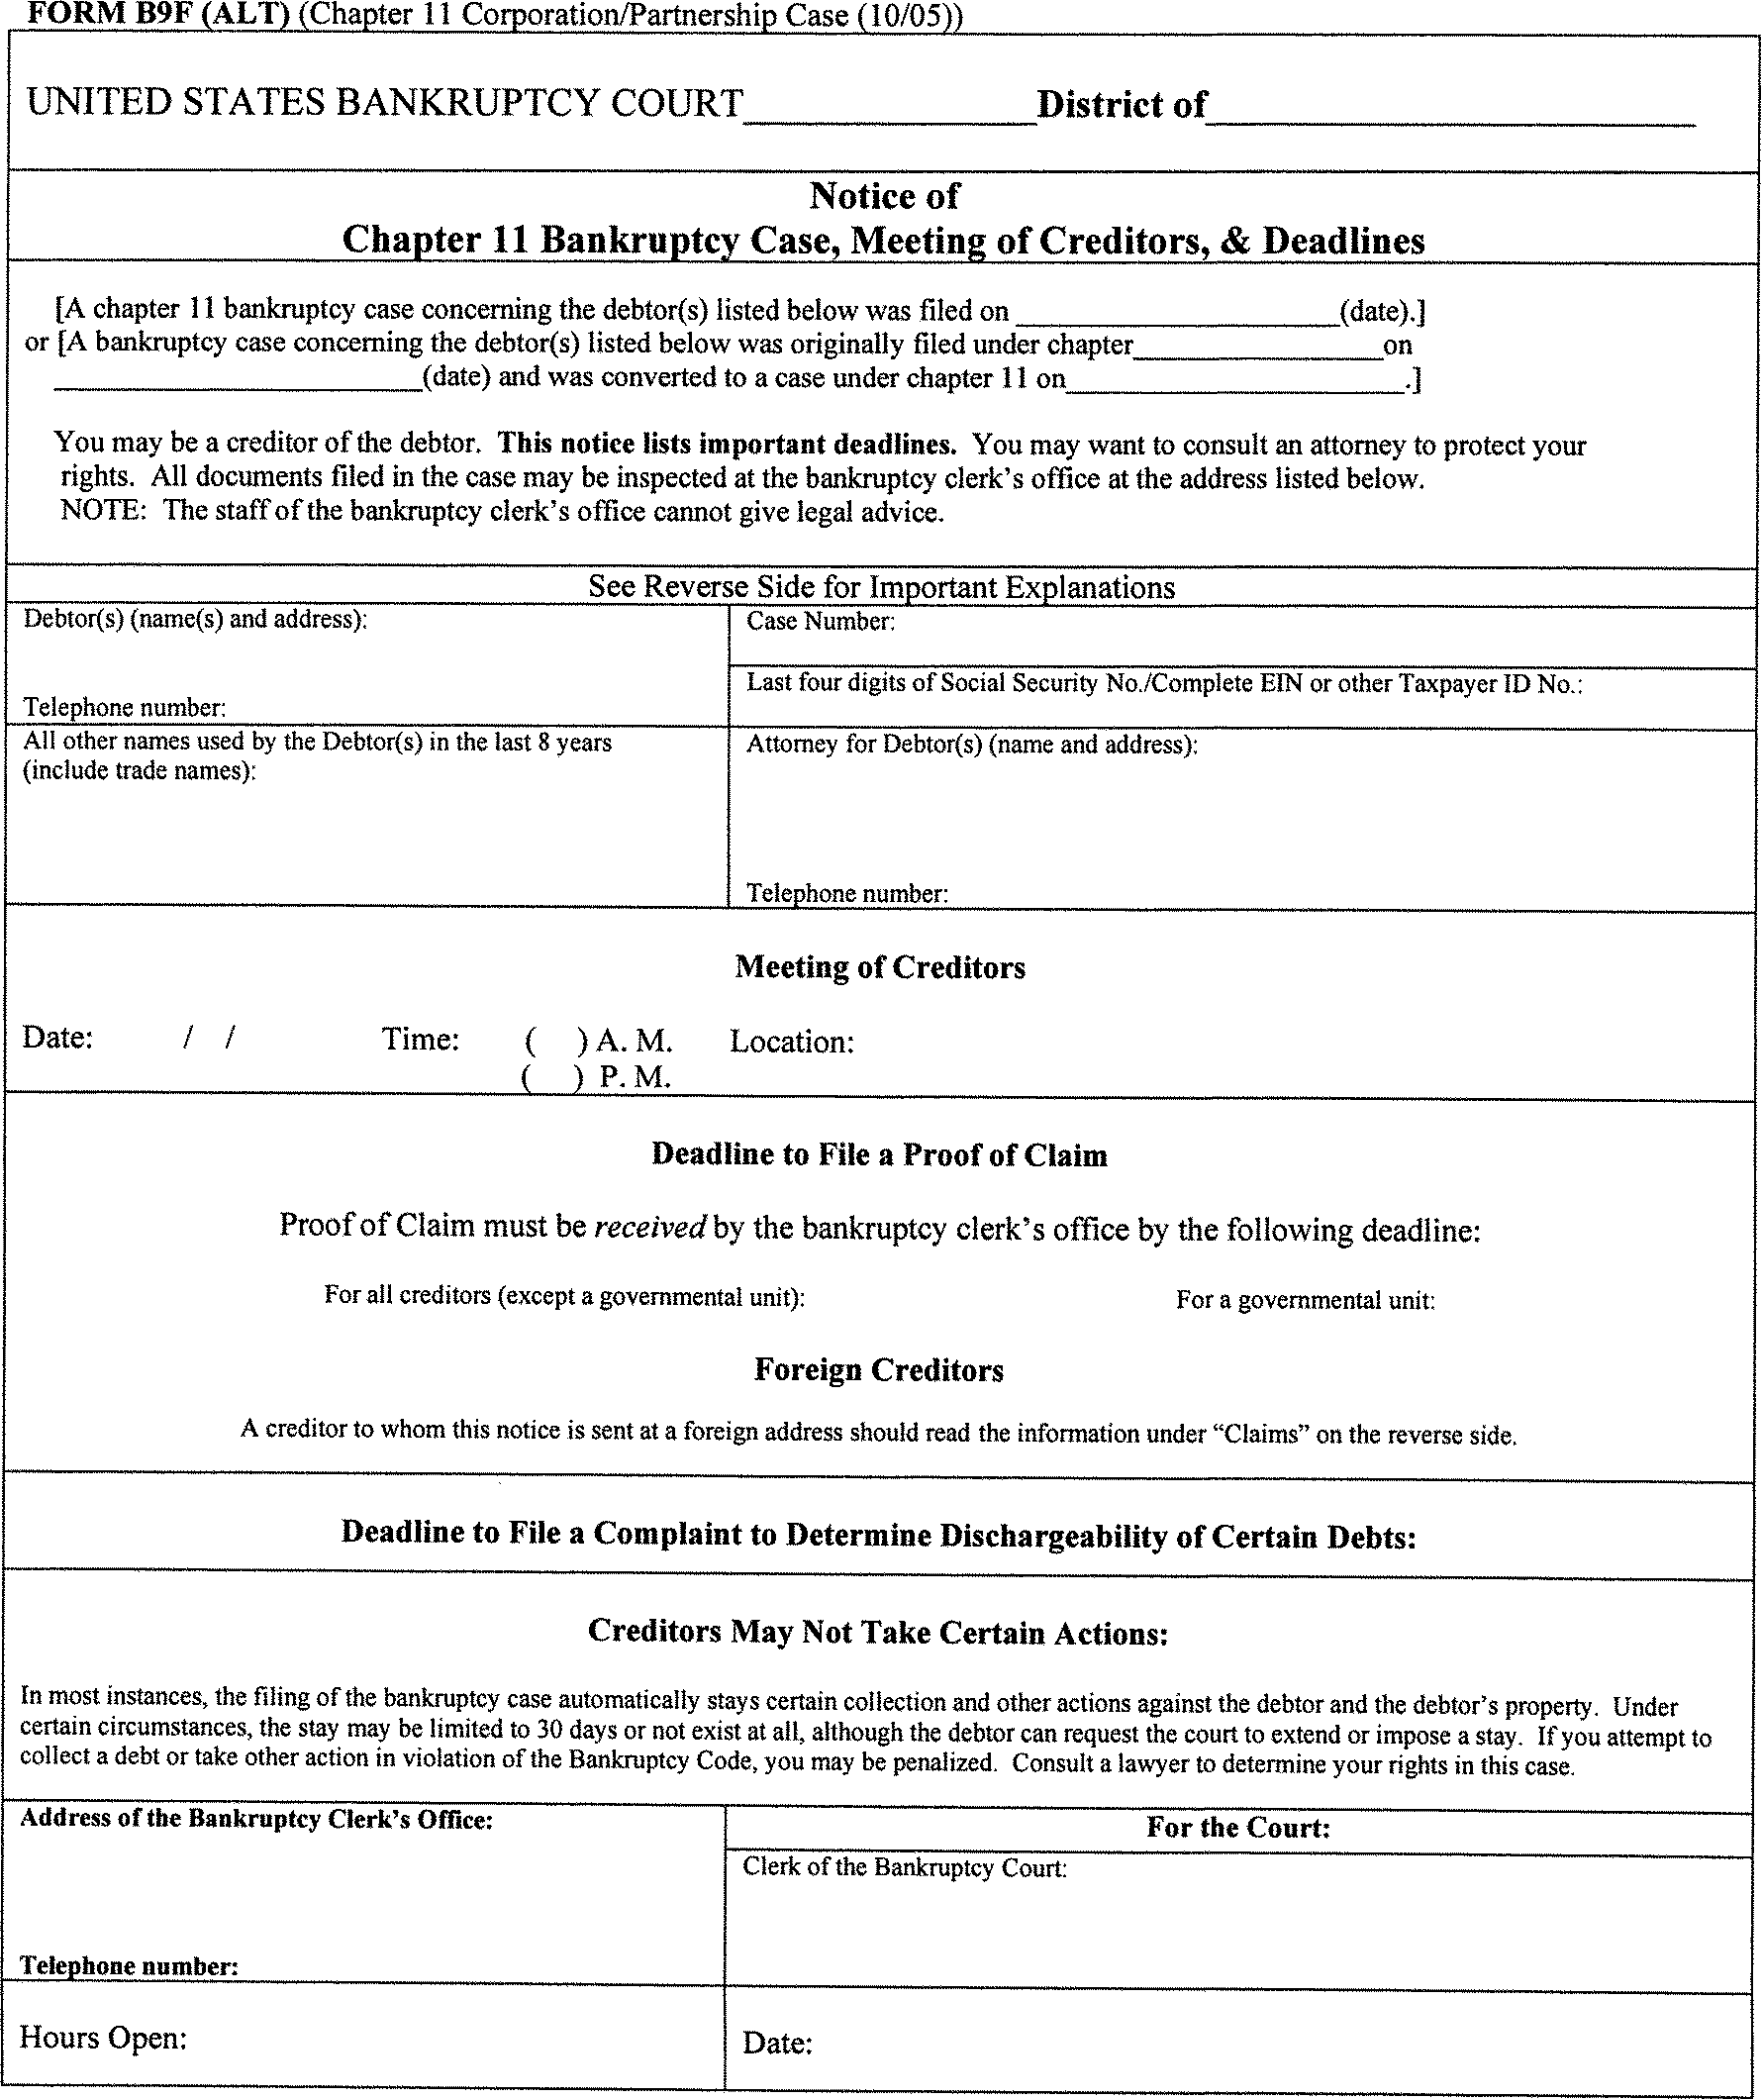 FORM B9F (ALT) (Chapter 11 Corporation/Partnership Case (10/05))
UNITED STATES BANKRUPTCY COURT_______________District of_________________________
Notice of
Chapter 11 Bankruptcy Case, Meeting of Creditors, & Deadlines
[A chapter 11 bankruptcy case concerning the debtor(s) listed below was filed on ____________________(date).]
or [A bankruptcy case concerning the debtor(s) listed below was originally filed under chapter________________on
_______________________(date) and was converted to a case under chapter 11 on_____________________.]
You may be a creditor of the debtor. This notice lists important deadlines. You may want to consult an attorney to protect your
rights. All documents filed in the case may be inspected at the bankruptcy clerk's office at the address listed below.
NOTE: The staff of the bankruptcy clerk's office cannot give legal advice.
See Reverse Side for Important Explanations
Debtor(s) (name(s) and address):
Telephone number:
Case Number:
Last four digits of Social Security No./Complete EIN or other Taxpayer ID No.:
All other names used by the Debtor(s) in the last 8 years
(include trade names):
Attorney for Debtor(s) (name and address):
Telephone number:
Meeting of Creditors
Date: / / Time: ( ) A. M. Location:
( ) P. M.
Deadline to File a Proof of Claim
Proof of Claim must be received by the bankruptcy clerk's office by the following deadline:
For all creditors (except a governmental unit): For a governmental unit:
Foreign Creditors
A creditor to whom this notice is sent at a foreign address should read the information under “Claims” on the reverse side.
Deadline to File a Complaint to Determine Dischargeability of Certain Debts:
Creditors May Not Take Certain Actions:
In most instances, the filing of the bankruptcy case automatically stays certain collection and other actions against the debtor and the debtor's property. Under
certain circumstances, the stay may be limited to 30 days or not exist at all, although the debtor can request the court to extend or impose a stay. If you attempt to
collect a debt or take other action in violation of the Bankruptcy Code, you may be penalized. Consult a lawyer to determine your rights in this case.
Address of the Bankruptcy Clerk's Office:
Telephone number:
For the Court:
Clerk of the Bankruptcy Court:
Hours Open:
Date: